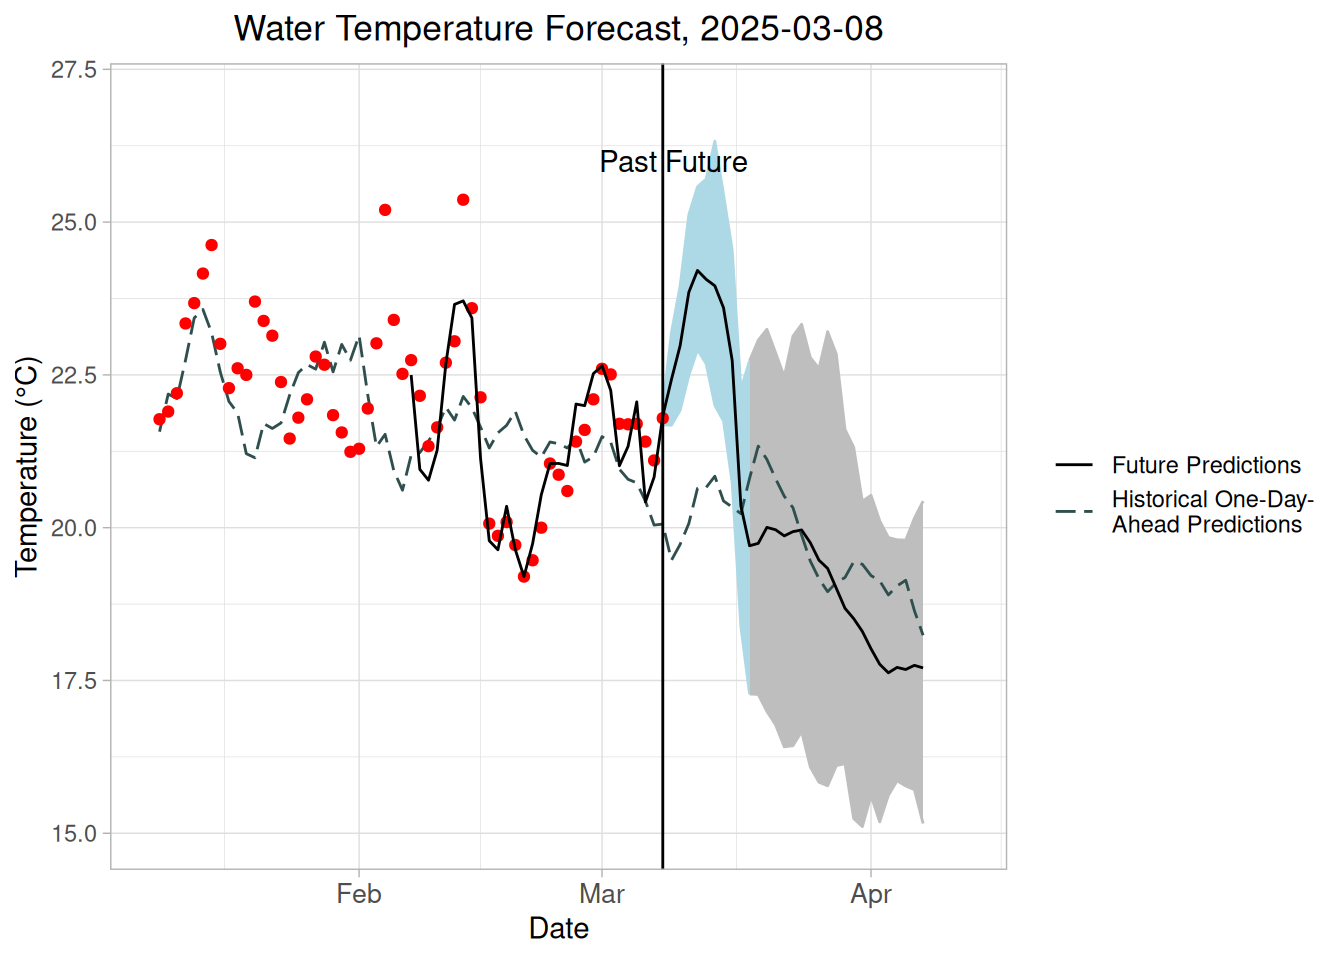 Water Temperature Forecast, 2025-03-08
27.5
25.0
22.5
20.0
17.5
15.0
Temperature (°C)
Past Future
Feb Mar Apr
Date
Future Predictions
Historical One-Day-
Ahead Predictions